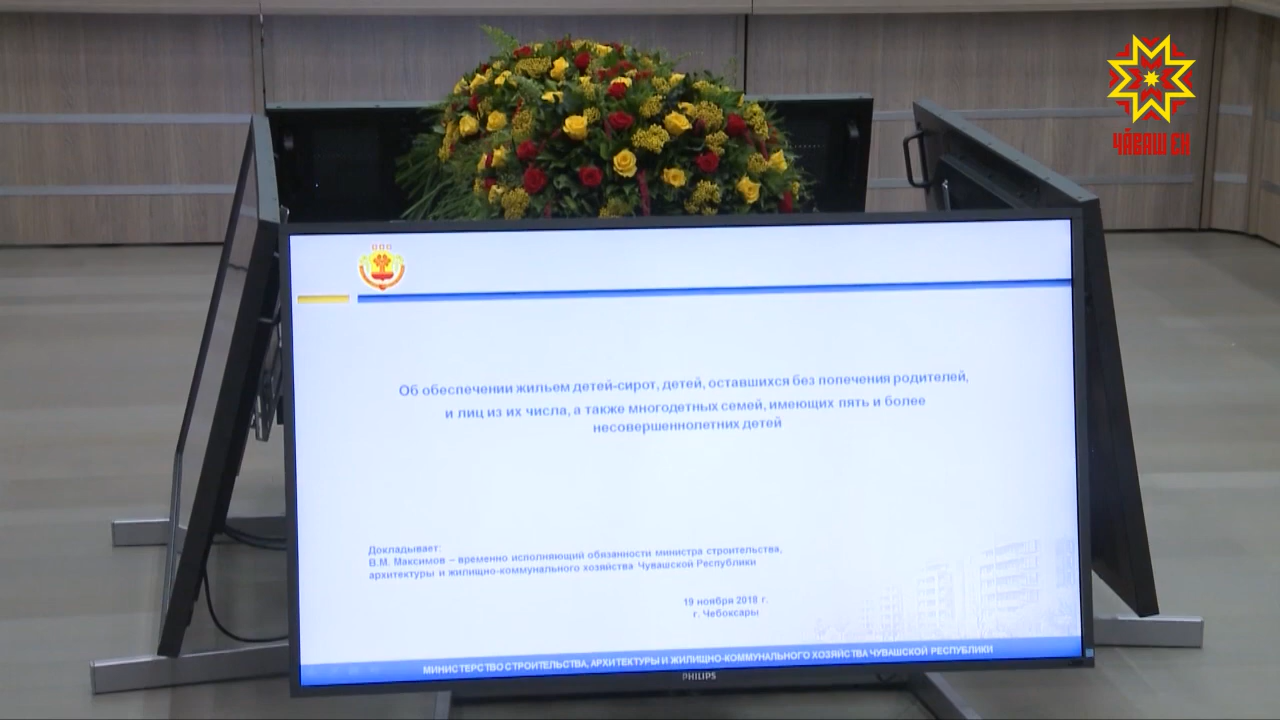 ЧӐВАШ ЕН
Об обеспечении жильем детей-сирот, детей, оставшихся без попечения родителей,
и лиц из их числа, а также многодетных семей, имеющих пять и более
несовершеннолетних детей
Докладывает:
В.М. Максимов – временно исполняющий обязанности министра строительства,
архитектуры и жилищно-коммунального хозяйства Чувашской Республики
19 ноября 2018 г.
г. Чебоксары
МИНИСТЕРСТВО СТРОИТЕЛЬСТВА, АРХИТЕКТУРЫ И ЖИЛИЩНО-КОММУНАЛЬНОГО ХОЗЯЙСТВА ЧУВАШСКОЙ РЕСПУБЛИКИ
PHILIPS